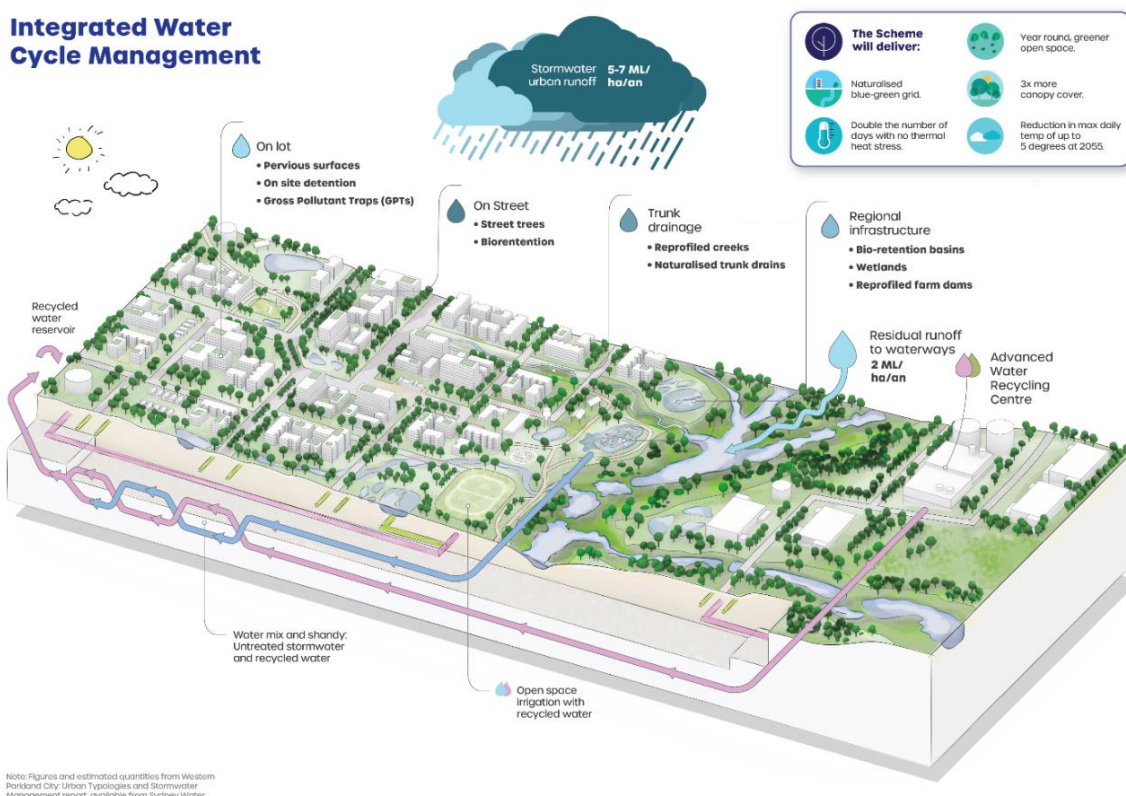 Integrated Water
Cycle Management
Stormwater
urban runoff
5-7 ML/
ha/an
The Scheme
will deliver:
Year round, greener
open space.
Naturalised
blue-green grid.
3x more
canopy cover.
Double the number of
days with no thermal
heat stress.
Reduction in max daily
temp of up to
5 degrees at 2055.
On lot
• Pervious surfaces
• On site detention
• Gross Pollutant Traps (GPTs)
On Street
• Street trees
• Biorentention
Trunk
drainage
• Reprofiled creeks
• Naturalised trunk drains
Regional
infrastructure
• Bio-retention basins
• Wetlands
• Reprofiled farm dams
Recycled
water
reservoir
Residual runoff
to waterways
2 ML/
ha/an
Advanced
Water
Recycling
Centre
Water mix and shandy:
Untreated stormwater
and recycled water
Open space
irrigation with
recycled water
Note: Figures and estimated quantities from Western
Parkland City: Urban Typologies and Stormwater
Management report, available from Sydney Water